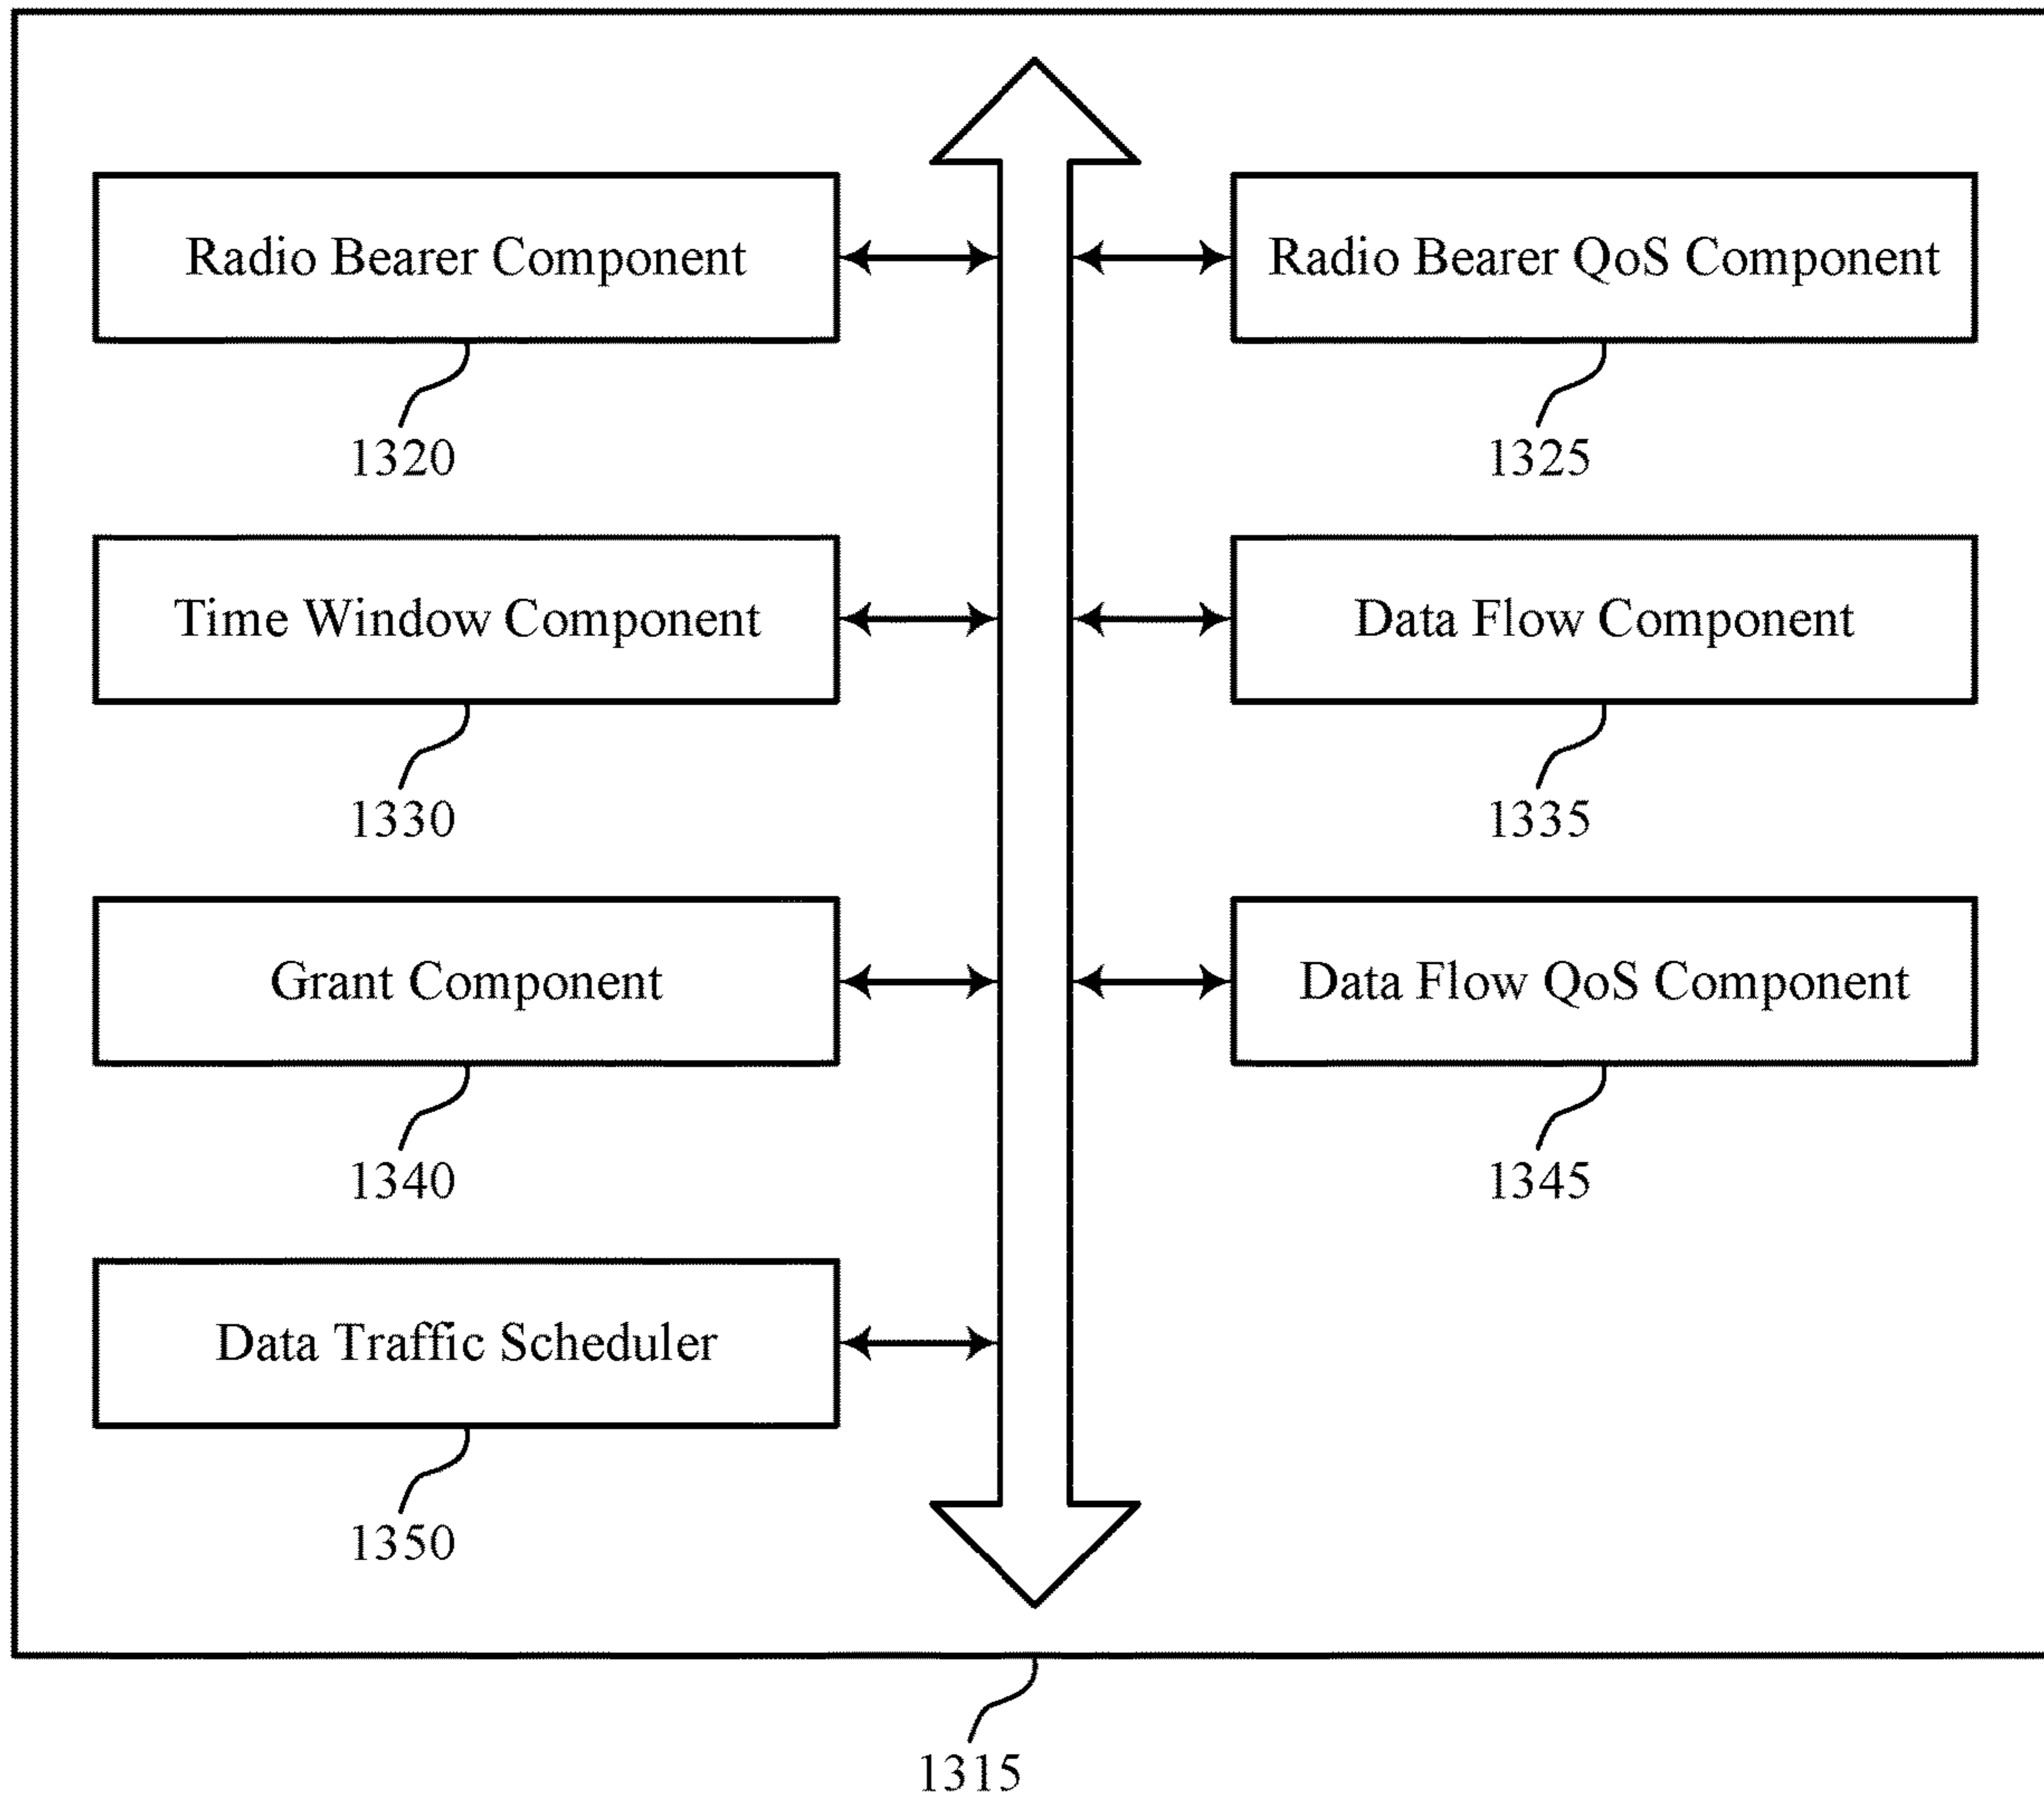 Radio Bearer Component
Radio Bearer QoS Component
1320
1325
Time Window Component
Data Flow Component
1330
1335
Grant Component
Data Flow QoS Component
1340
1345
Data Traffic Scheduler
1350
1315